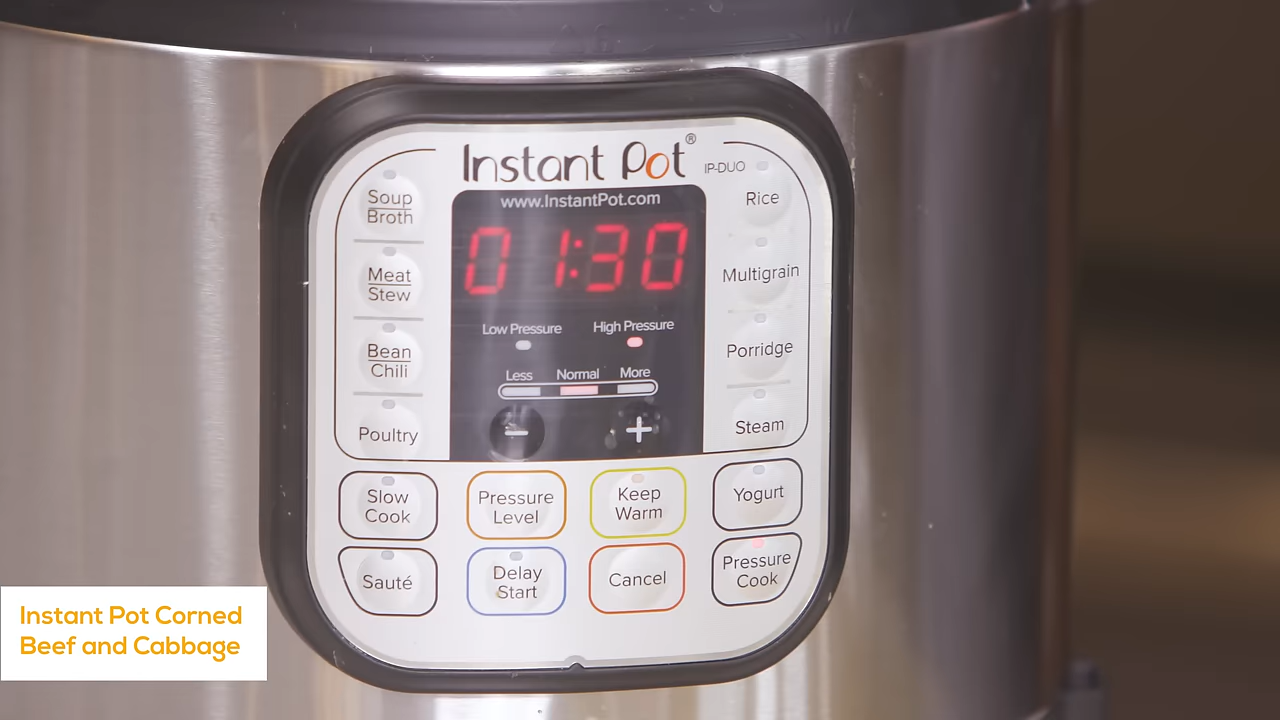 Instant Pot®
IP-DUO
www.InstantPot.com
01:30
Low Pressure
High Pressure
Less
Normal
More
-
+
Soup
Broth
Meat
Stew
Bean
Chili
Poultry
Rice
Multigrain
Porridge
Steam
Slow
Cook
Pressure
Level
Keep
Warm
Yogurt
Sauté
Delay
Start
Cancel
Pressure
Cook
Instant Pot Corned
Beef and Cabbage